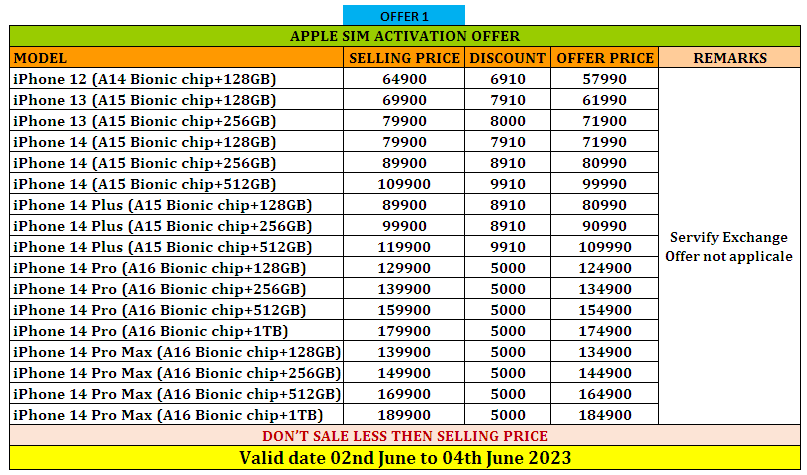 OFFER 1
APPLE SIM ACTIVATION OFFER
MODEL SELLING PRICE DISCOUNT OFFER PRICE REMARKS
iPhone 12 (A14 Bionic chip+128GB) 64900 6910 57990
iPhone 13 (A15 Bionic chip+128GB) 69900 7910 61990
iPhone 13 (A15 Bionic chip+256GB) 79900 8000 71900
iPhone 14 (A15 Bionic chip+128GB) 79900 7910 71990
iPhone 14 (A15 Bionic chip+256GB) 89900 8910 80990
iPhone 14 (A15 Bionic chip+512GB) 109900 9910 99990
iPhone 14 Plus (A15 Bionic chip+128GB) 89900 8910 80990
iPhone 14 Plus (A15 Bionic chip+256GB) 99900 8910 90990
iPhone 14 Plus (A15 Bionic chip+512GB) 119900 9910 109990
iPhone 14 Pro (A16 Bionic chip+128GB) 129900 5000 124900
iPhone 14 Pro (A16 Bionic chip+256GB) 139900 5000 134900
iPhone 14 Pro (A16 Bionic chip+512GB) 159900 5000 154900
iPhone 14 Pro (A16 Bionic chip+1TB) 179900 5000 174900
iPhone 14 Pro Max (A16 Bionic chip+128GB) 139900 5000 134900
iPhone 14 Pro Max (A16 Bionic chip+256GB) 149900 5000 144900
iPhone 14 Pro Max (A16 Bionic chip+512GB) 169900 5000 164900
iPhone 14 Pro Max (A16 Bionic chip+1TB) 189900 5000 184900
Servify Exchange
Offer not applicale
DON'T SALE LESS THEN SELLING PRICE
Valid date 02nd June to 04th June 2023